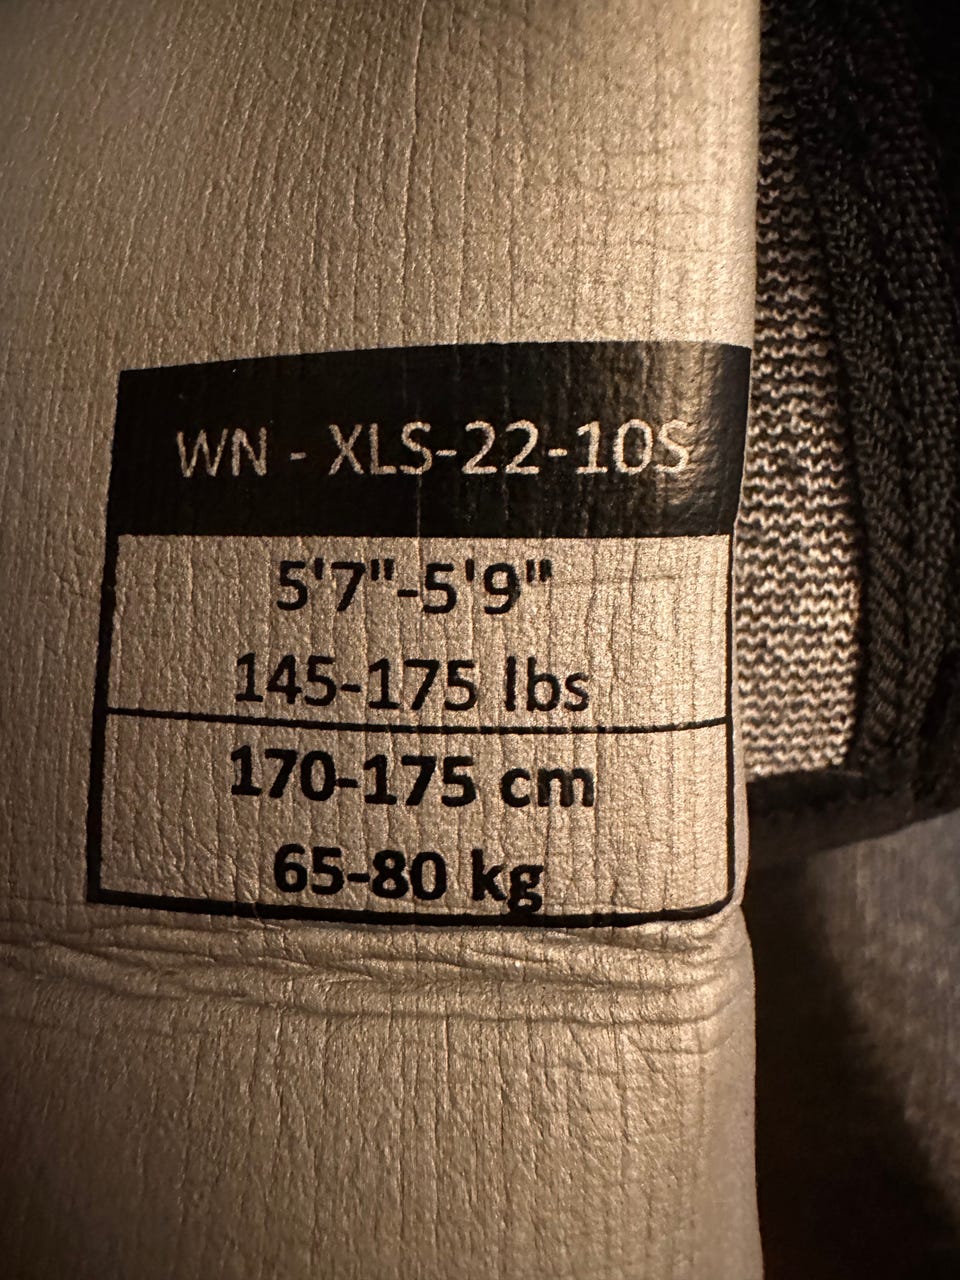 WN - XLS-22-10S
5'7"-5'9"
145-175 lbs
170-175 cm
65-80 kg